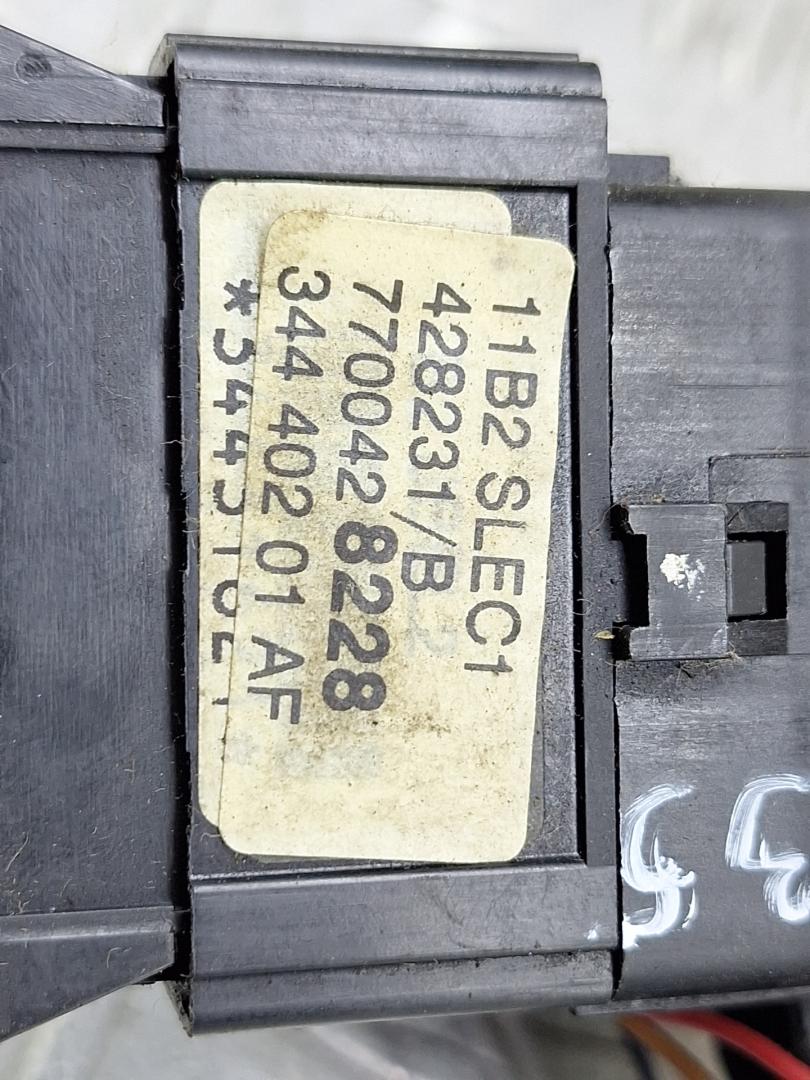 11B2 SLEC1
428231/B
770042 8228
344 402 01 AF